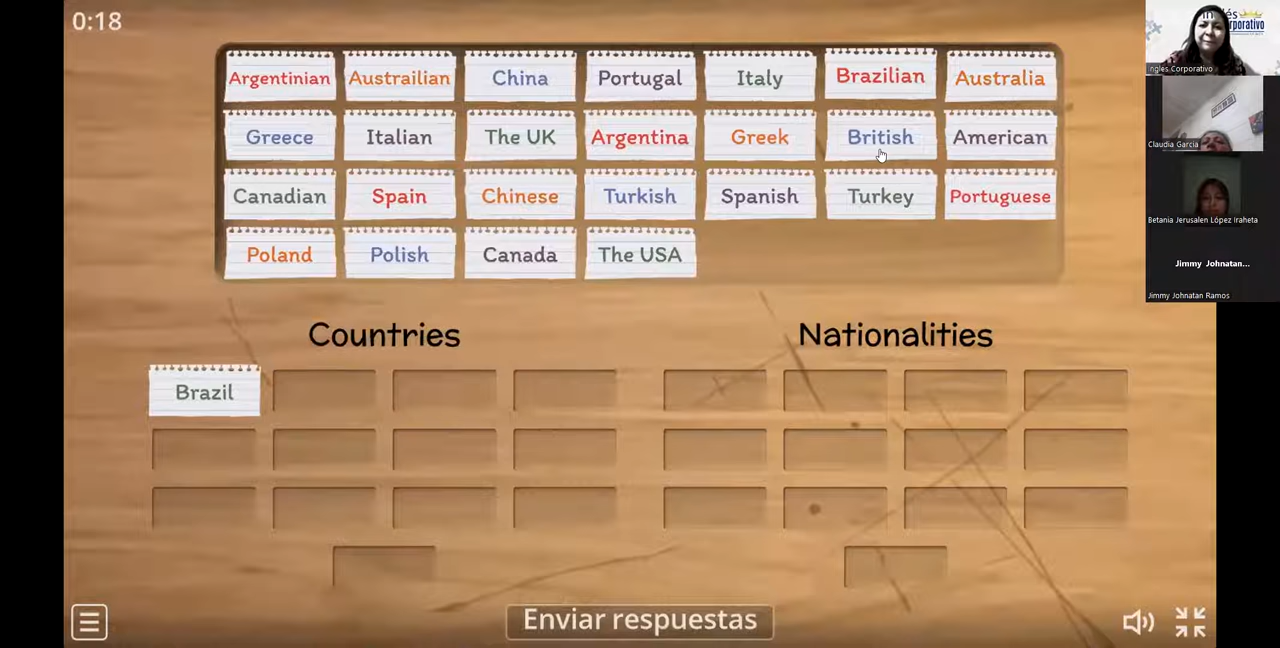 0:18
Argentinian Austrailian China Portugal Italy Brazilian Australia
Greece Italian The UK Argentina Greek British American
Canadian Spain Chinese Turkish Spanish Turkey Portuguese
Poland Polish Canada The USA
Countries
Nationalities
Brazil
Enviar respuestas
Inglés Corporativo
Claudia Garcia
Betania Jerusalen López Iraheta
Jimmy Johnatan...
Jimmy Johnatan Ramos